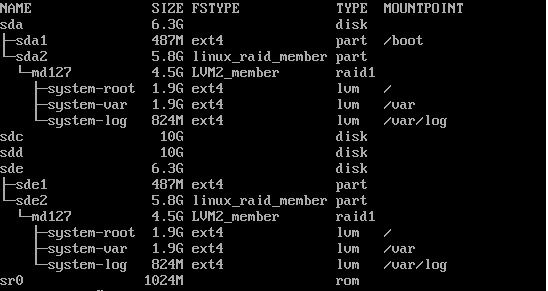 NAME SIZE FSTYPE TYPE MOUNTPOINT
sda 6.3G disk
├─sda1 487M ext4 part /boot
└─sda2 5.8G linux_raid_member part
  └─md127 4.5G LVM2_member raid1
    ├─system-root 1.9G ext4 lvm /
    ├─system-var 1.9G ext4 lvm /var
    └─system-log 824M ext4 lvm /var/log
sdc 10G disk
sdd 10G disk
sde 6.3G disk
├─sde1 487M ext4 part
└─sde2 5.8G linux_raid_member part
  └─md127 4.5G LVM2_member raid1
    ├─system-root 1.9G ext4 lvm /
    ├─system-var 1.9G ext4 lvm /var
    └─system-log 824M ext4 lvm /var/log
sr0 1024M rom